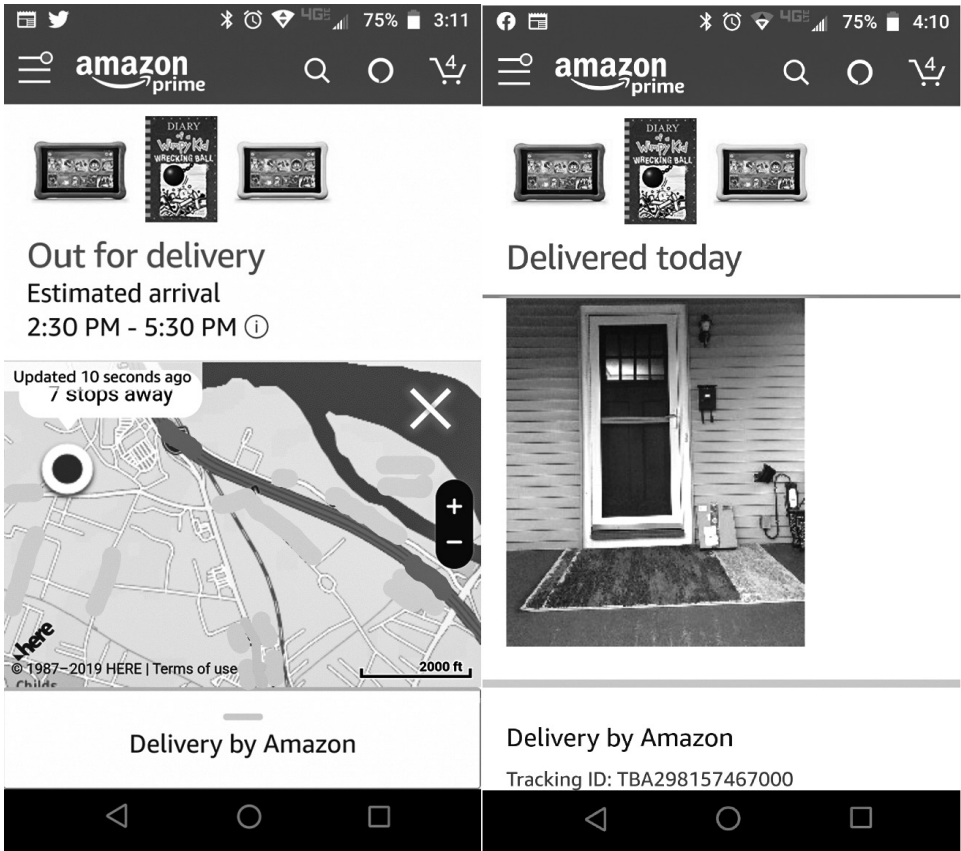 4G
75%
3:11
amazon
prime
4
DIARY
of a
Wimpy Kid
WRECKING BALL
Out for delivery
Estimated arrival
2:30 PM - 5:30 PM
Updated 10 seconds ago
7 stops away
+
−
here
© 1987–2019 HERE | Terms of use
2000 ft
Childs
Delivery by Amazon
4G
75%
4:10
amazon
prime
4
DIARY
of a
Wimpy Kid
WRECKING BALL
Delivered today
Delivery by Amazon
Tracking ID: TBA298157467000